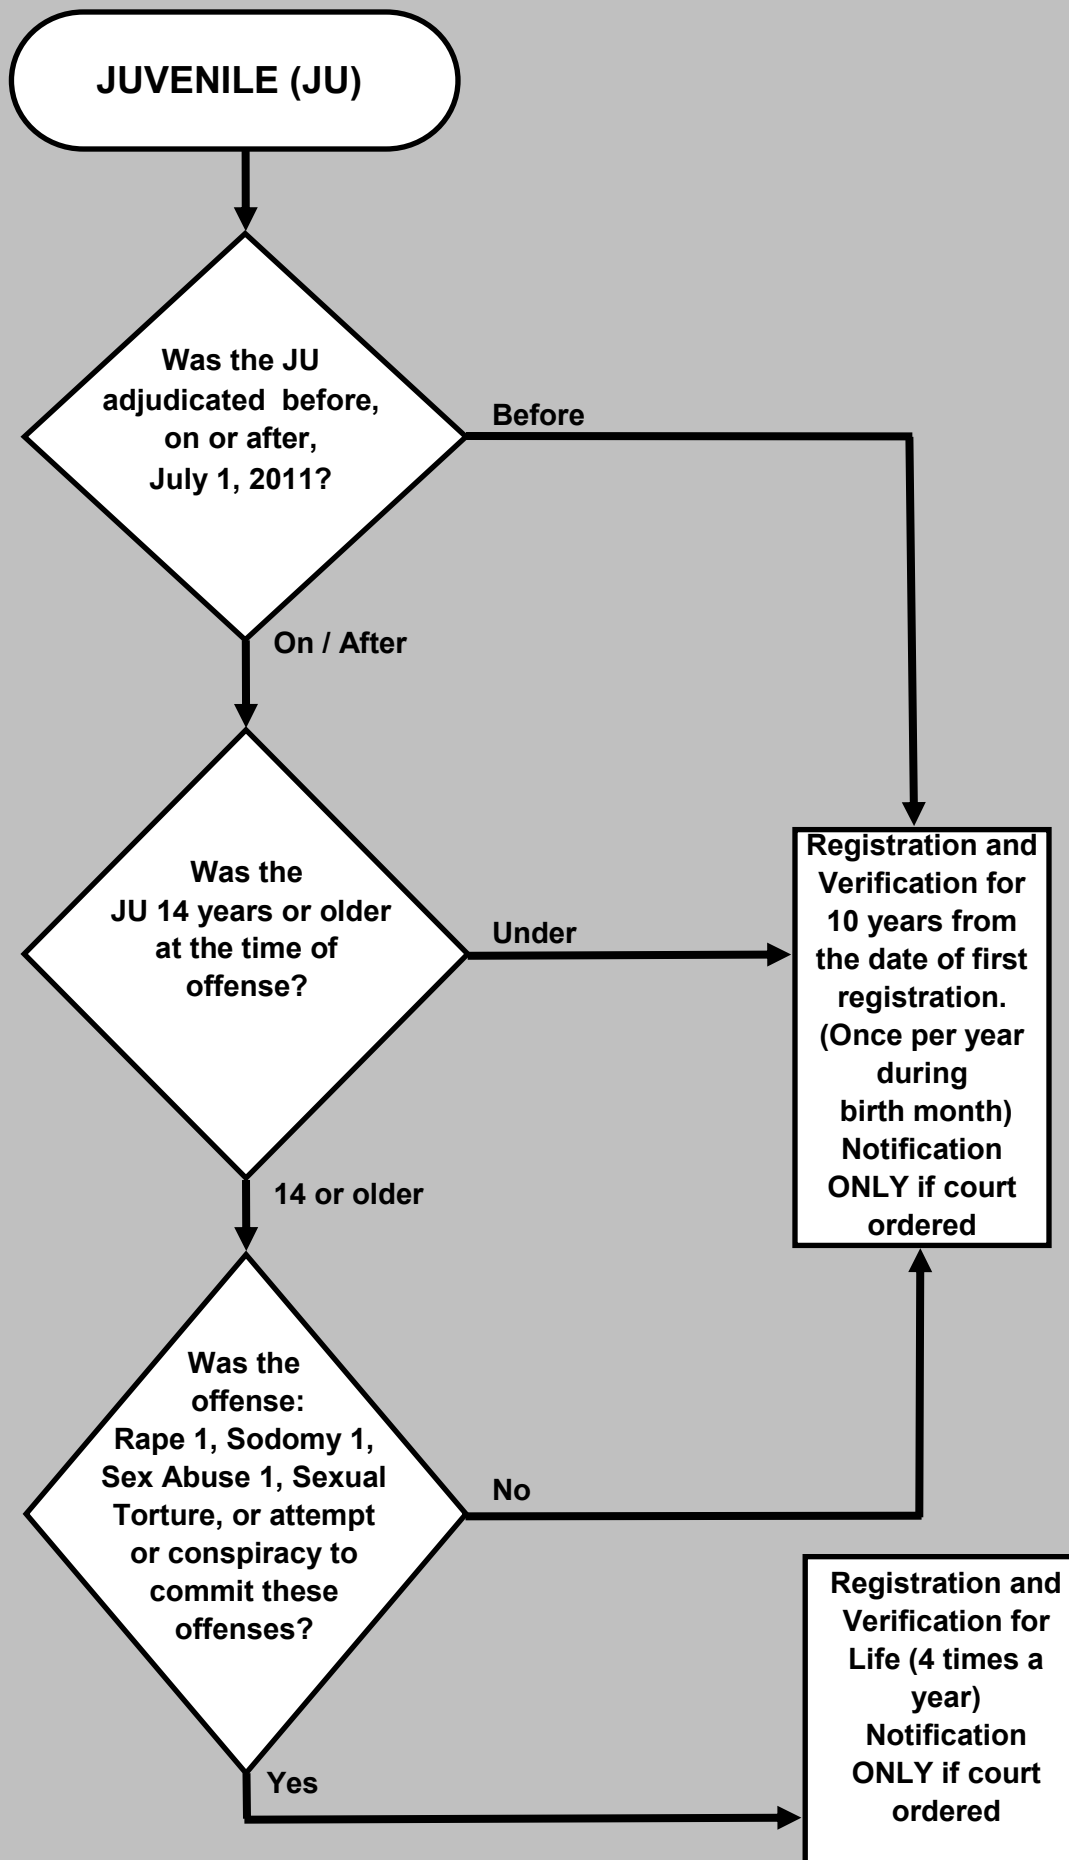 JUVENILE (JU)
Was the JU
adjudicated before,
on or after,
July 1, 2011?
Before
On / After
Was the
JU 14 years or older
at the time of
offense?
Under
Registration and
Verification for
10 years from
the date of first
registration.
(Once per year
during
birth month)
Notification
ONLY if court
ordered
14 or older
Was the
offense:
Rape 1, Sodomy 1,
Sex Abuse 1, Sexual
Torture, or attempt
or conspiracy to
commit these
offenses?
No
Yes
Registration and
Verification for
Life (4 times a
year)
Notification
ONLY if court
ordered